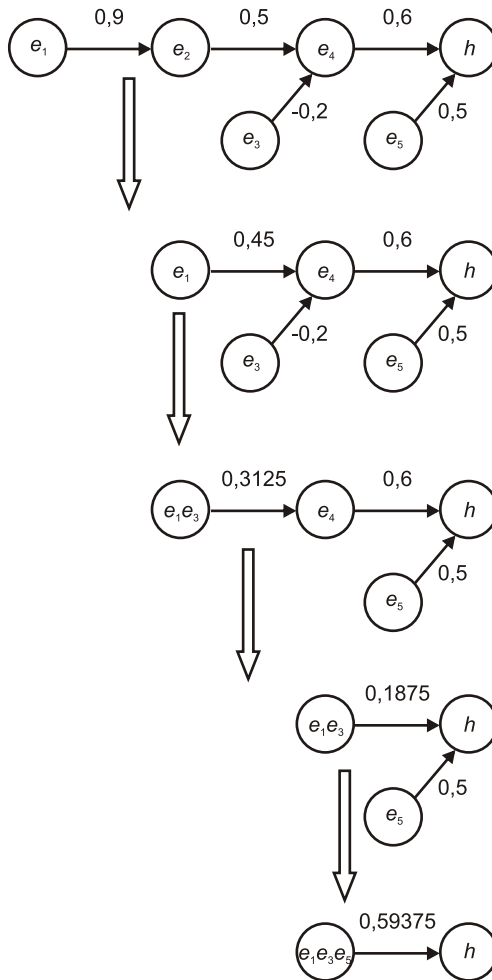 0,9 0,5 0,6
e₁ e₂ e₄ h
-0,2 0,5
e₃ e₅
0,45 0,6
e₁ e₄ h
-0,2 0,5
e₃ e₅
0,3125 0,6
e₁e₃ e₄ h
0,5
e₅
0,1875
e₁e₃ h
0,5
e₅
0,59375
e₁e₃e₅ h